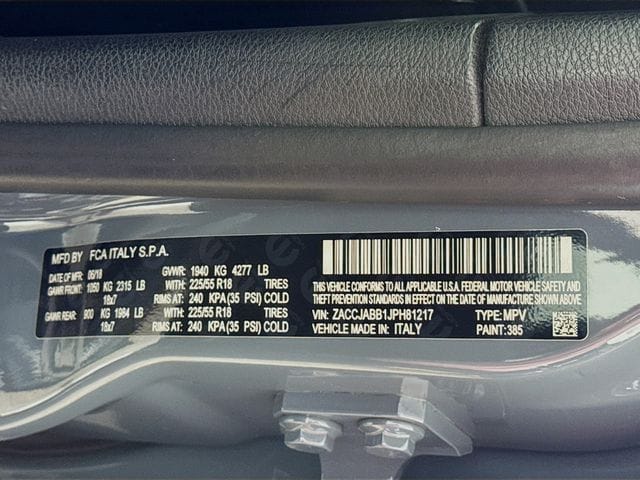 MFD BY FCA ITALY S.P.A.
DATE OF MFR: 06/18 GVWR: 1940 KG 4277 LB
GAWR FRONT: 1050 KG 2315 LB WITH 225/55 R18 TIRES
18x7 RIMS AT: 240 KPA(35 PSI) COLD
GAWR REAR: 900 KG 1984 LB WITH 225/55 R18 TIRES
18x7 RIMS AT: 240 KPA(35 PSI) COLD
THIS VEHICLE CONFORMS TO ALL APPLICABLE U.S.A. FEDERAL MOTOR VEHICLE
SAFETY, BUMPER, AND THEFT PREVENTION STANDARDS IN EFFECT
ON THE DATE OF MANUFACTURE SHOWN ABOVE.
VIN: ZACCJABB1JPH81217 TYPE: MPV
VEHICLE MADE IN: ITALY PAINT: 385